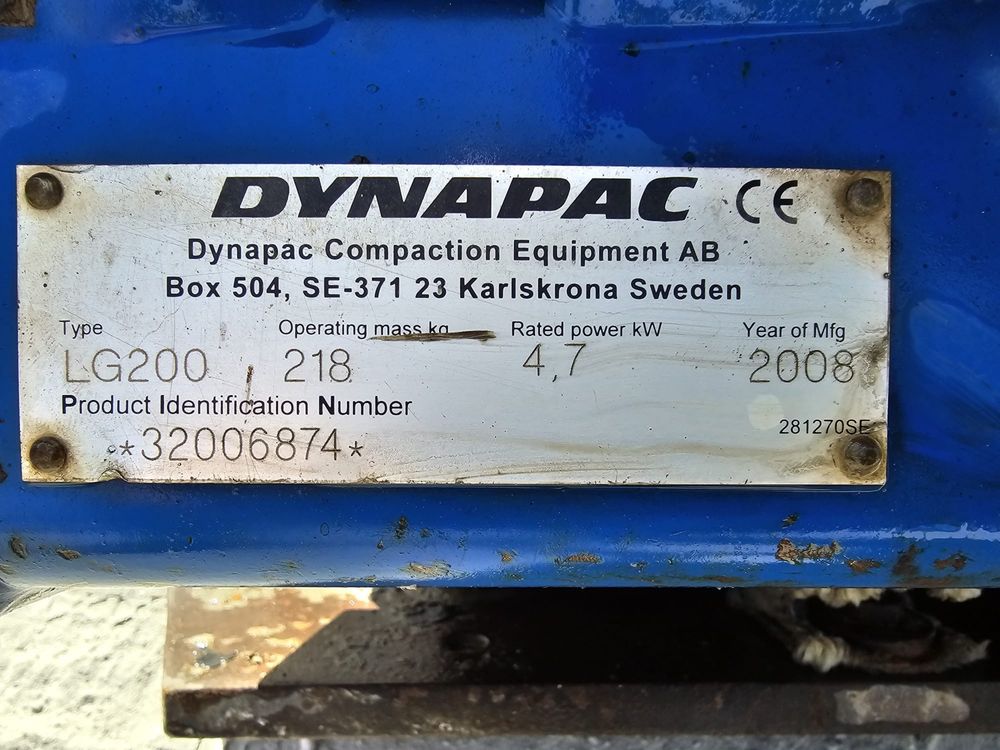 DYNAPAC CE
Dynapac Compaction Equipment AB
Box 504, SE-371 23 Karlskrona Sweden
Type Operating mass kg Rated power kW Year of Mfg
LG200 218 4,7 2008
Product Identification Number
281270SE
*32006874*